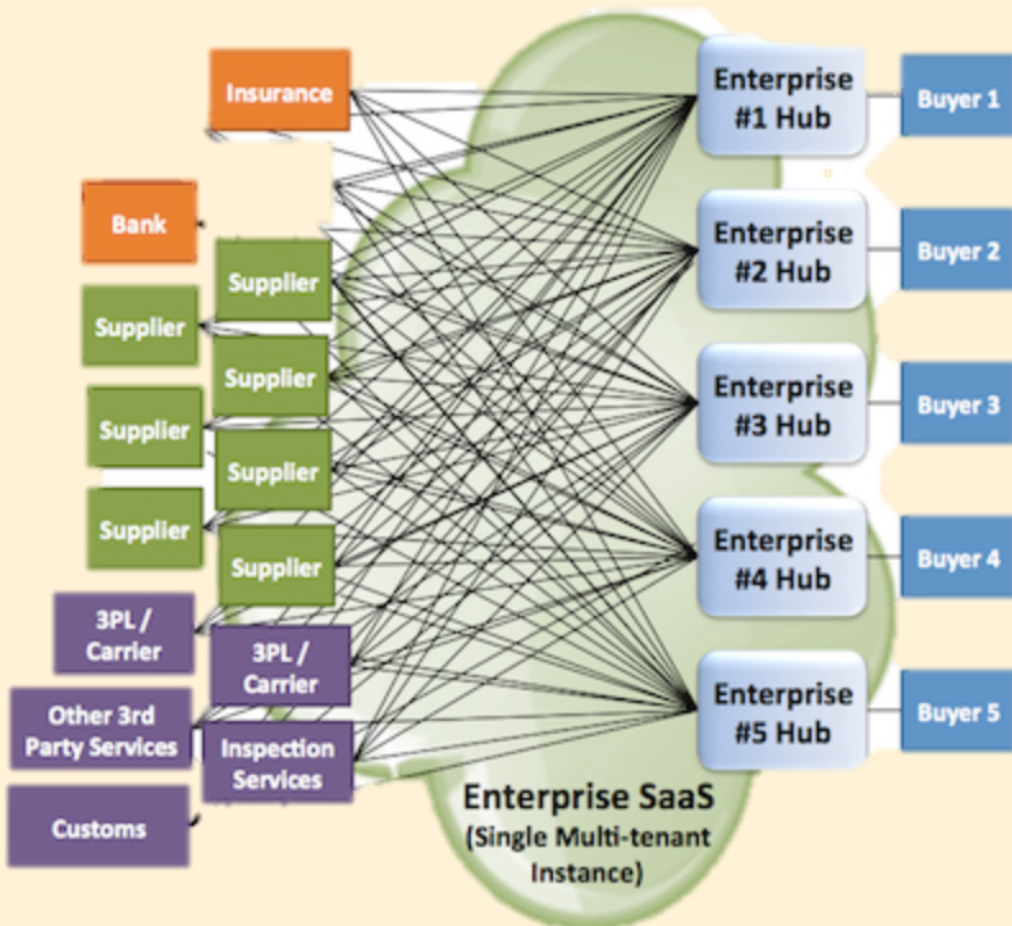 Insurance
Bank
Supplier
Supplier
Supplier
Supplier
Supplier
Supplier
Supplier
3PL /
Carrier
3PL /
Carrier
Other 3rd
Party Services
Inspection
Services
Customs
Enterprise
#1 Hub
Buyer 1
Enterprise
#2 Hub
Buyer 2
Enterprise
#3 Hub
Buyer 3
Enterprise
#4 Hub
Buyer 4
Enterprise
#5 Hub
Buyer 5
Enterprise SaaS
(Single Multi-tenant
Instance)